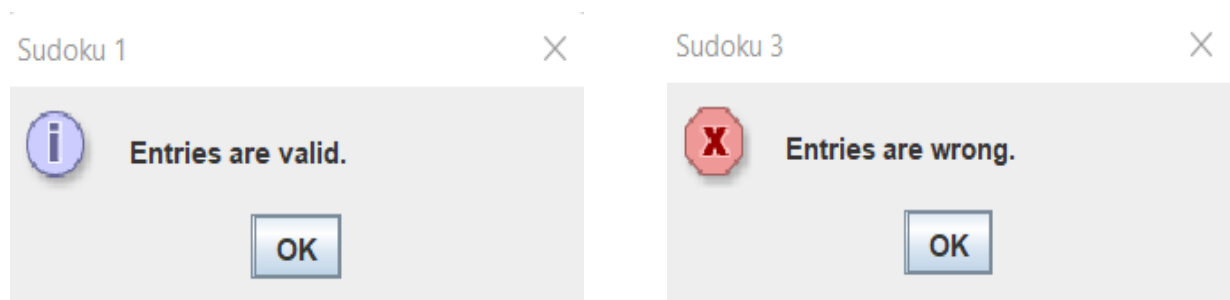 Sudoku 1
Entries are valid.
OK
Sudoku 3
Entries are wrong.
OK